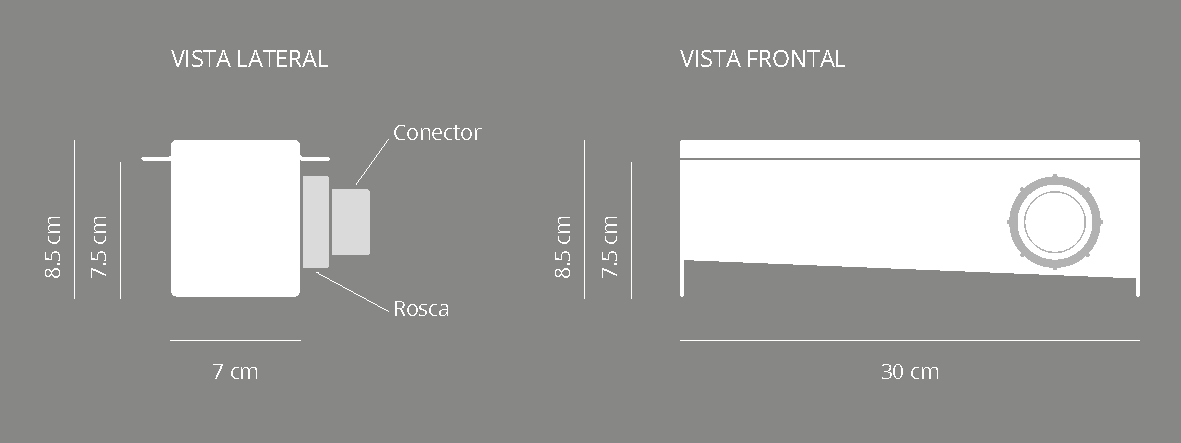 VISTA LATERAL
Conector
8.5 cm
7.5 cm
Rosca
7 cm
VISTA FRONTAL
8.5 cm
7.5 cm
30 cm